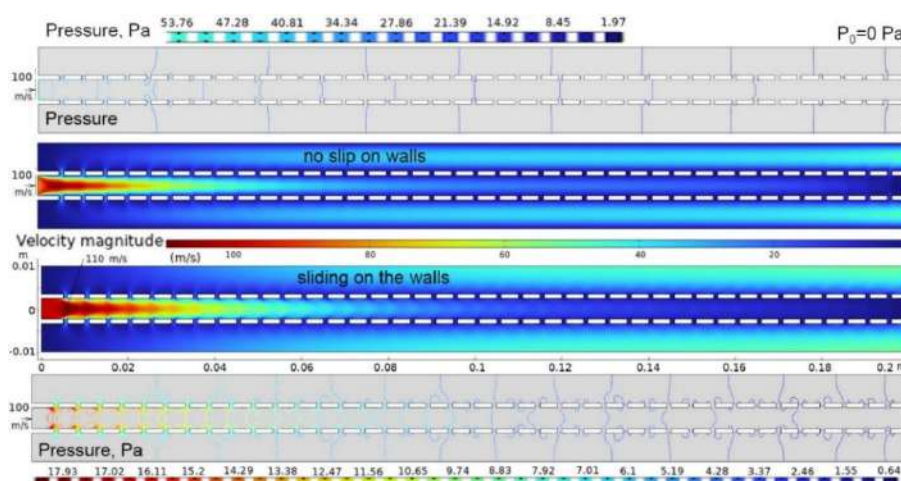 Pressure, Pa 53.76 47.28 40.81 34.34 27.86 21.39 14.92 8.45 1.97 P₀=0 Pa
100
m/s
Pressure
no slip on walls
100
m/s
Velocity magnitude
m 110 m/s (m/s) 100 80 60 40 20
0.01
sliding on the walls
0
-0.01
0 0.02 0.04 0.06 0.08 0.1 0.12 0.14 0.16 0.18 0.2
100
m/s
Pressure, Pa
17.93 17.02 16.11 15.2 14.29 13.38 12.47 11.56 10.65 9.74 8.83 7.92 7.01 6.1 5.19 4.28 3.37 2.46 1.55 0.64